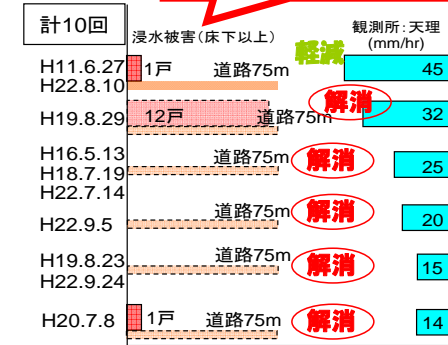 計10回
浸水被害(床下以上)
軽減
観測所:天理
(mm/hr)
H11.6.27 1戸 道路75m 45
H22.8.10
解消
H19.8.29 12戸 道路75m 32
H16.5.13 道路75m 解消 25
H18.7.19
H22.7.14
H22.9.5 道路75m 解消 20
H19.8.23 道路75m 解消 15
H22.9.24
H20.7.8 1戸 道路75m 解消 14